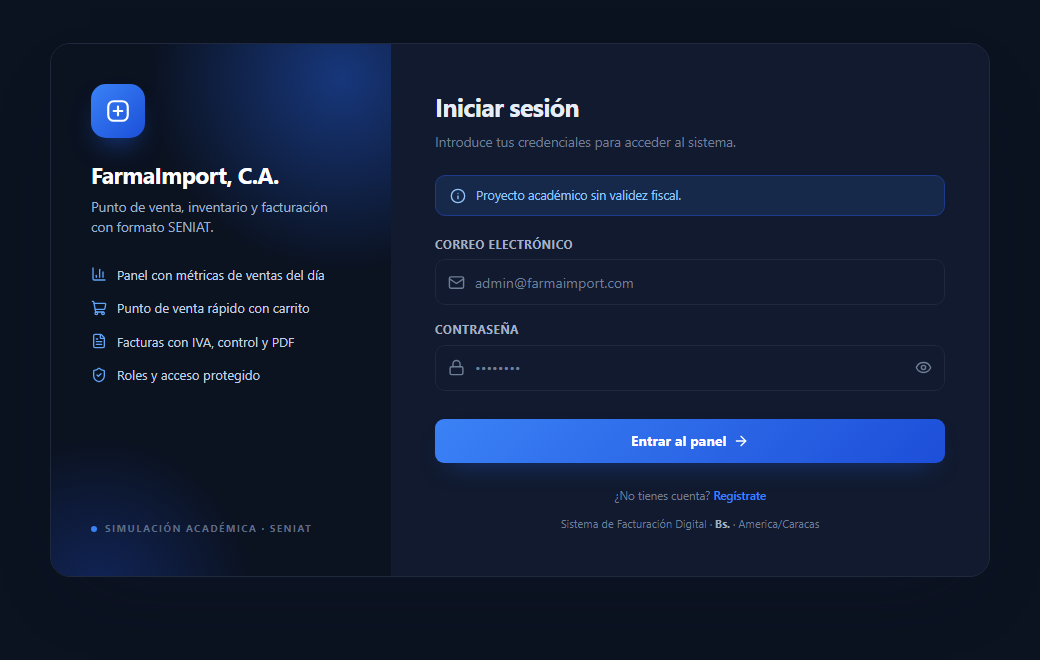 FarmaImport, C.A.
Punto de venta, inventario y facturación
con formato SENIAT.
Panel con métricas de ventas del día
Punto de venta rápido con carrito
Facturas con IVA, control y PDF
Roles y acceso protegido
SIMULACIÓN ACADÉMICA · SENIAT
Iniciar sesión
Introduce tus credenciales para acceder al sistema.
Proyecto académico sin validez fiscal.
CORREO ELECTRÓNICO
admin@farmaimport.com
CONTRASEÑA
••••••••
Entrar al panel →
¿No tienes cuenta? Regístrate
Sistema de Facturación Digital · Bs. · America/Caracas